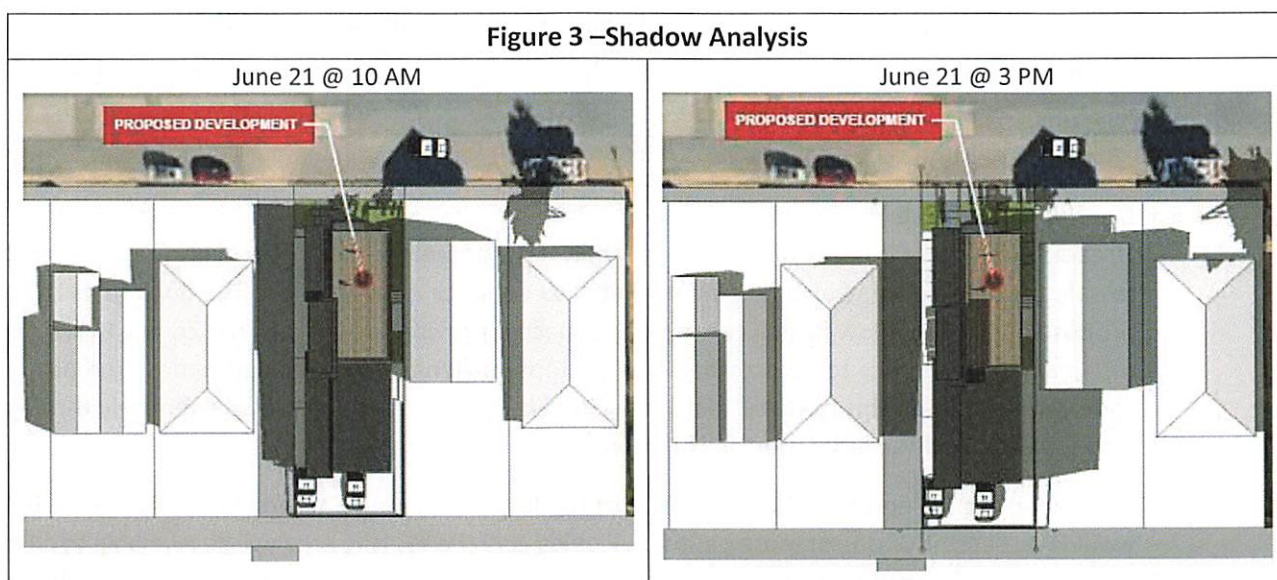 Figure 3 –Shadow Analysis
June 21 @ 10 AM
June 21 @ 3 PM
PROPOSED DEVELOPMENT
PROPOSED DEVELOPMENT